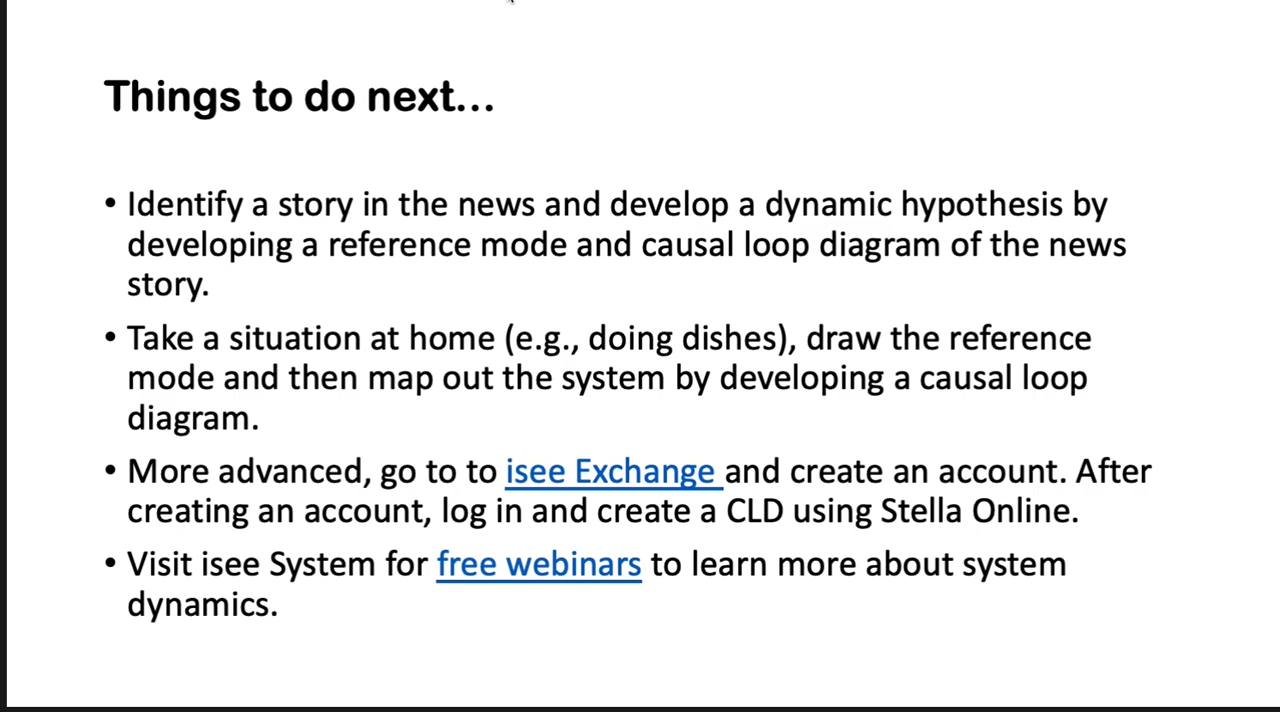 Things to do next...
• Identify a story in the news and develop a dynamic hypothesis by
developing a reference mode and causal loop diagram of the news
story.
• Take a situation at home (e.g., doing dishes), draw the reference
mode and then map out the system by developing a causal loop
diagram.
• More advanced, go to to isee Exchange and create an account. After
creating an account, log in and create a CLD using Stella Online.
• Visit isee System for free webinars to learn more about system
dynamics.